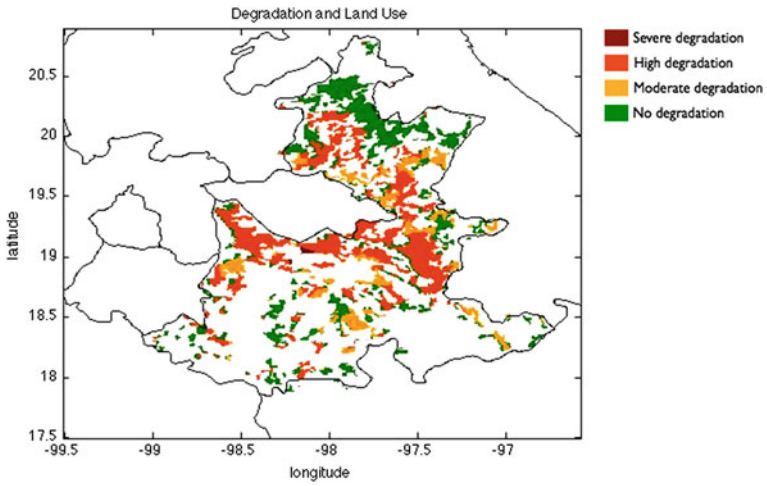 Degradation and Land Use
Severe degradation
High degradation
Moderate degradation
No degradation
latitude
20.5
20
19.5
19
18.5
18
17.5
-99.5 -99 -98.5 -98 -97.5 -97
longitude